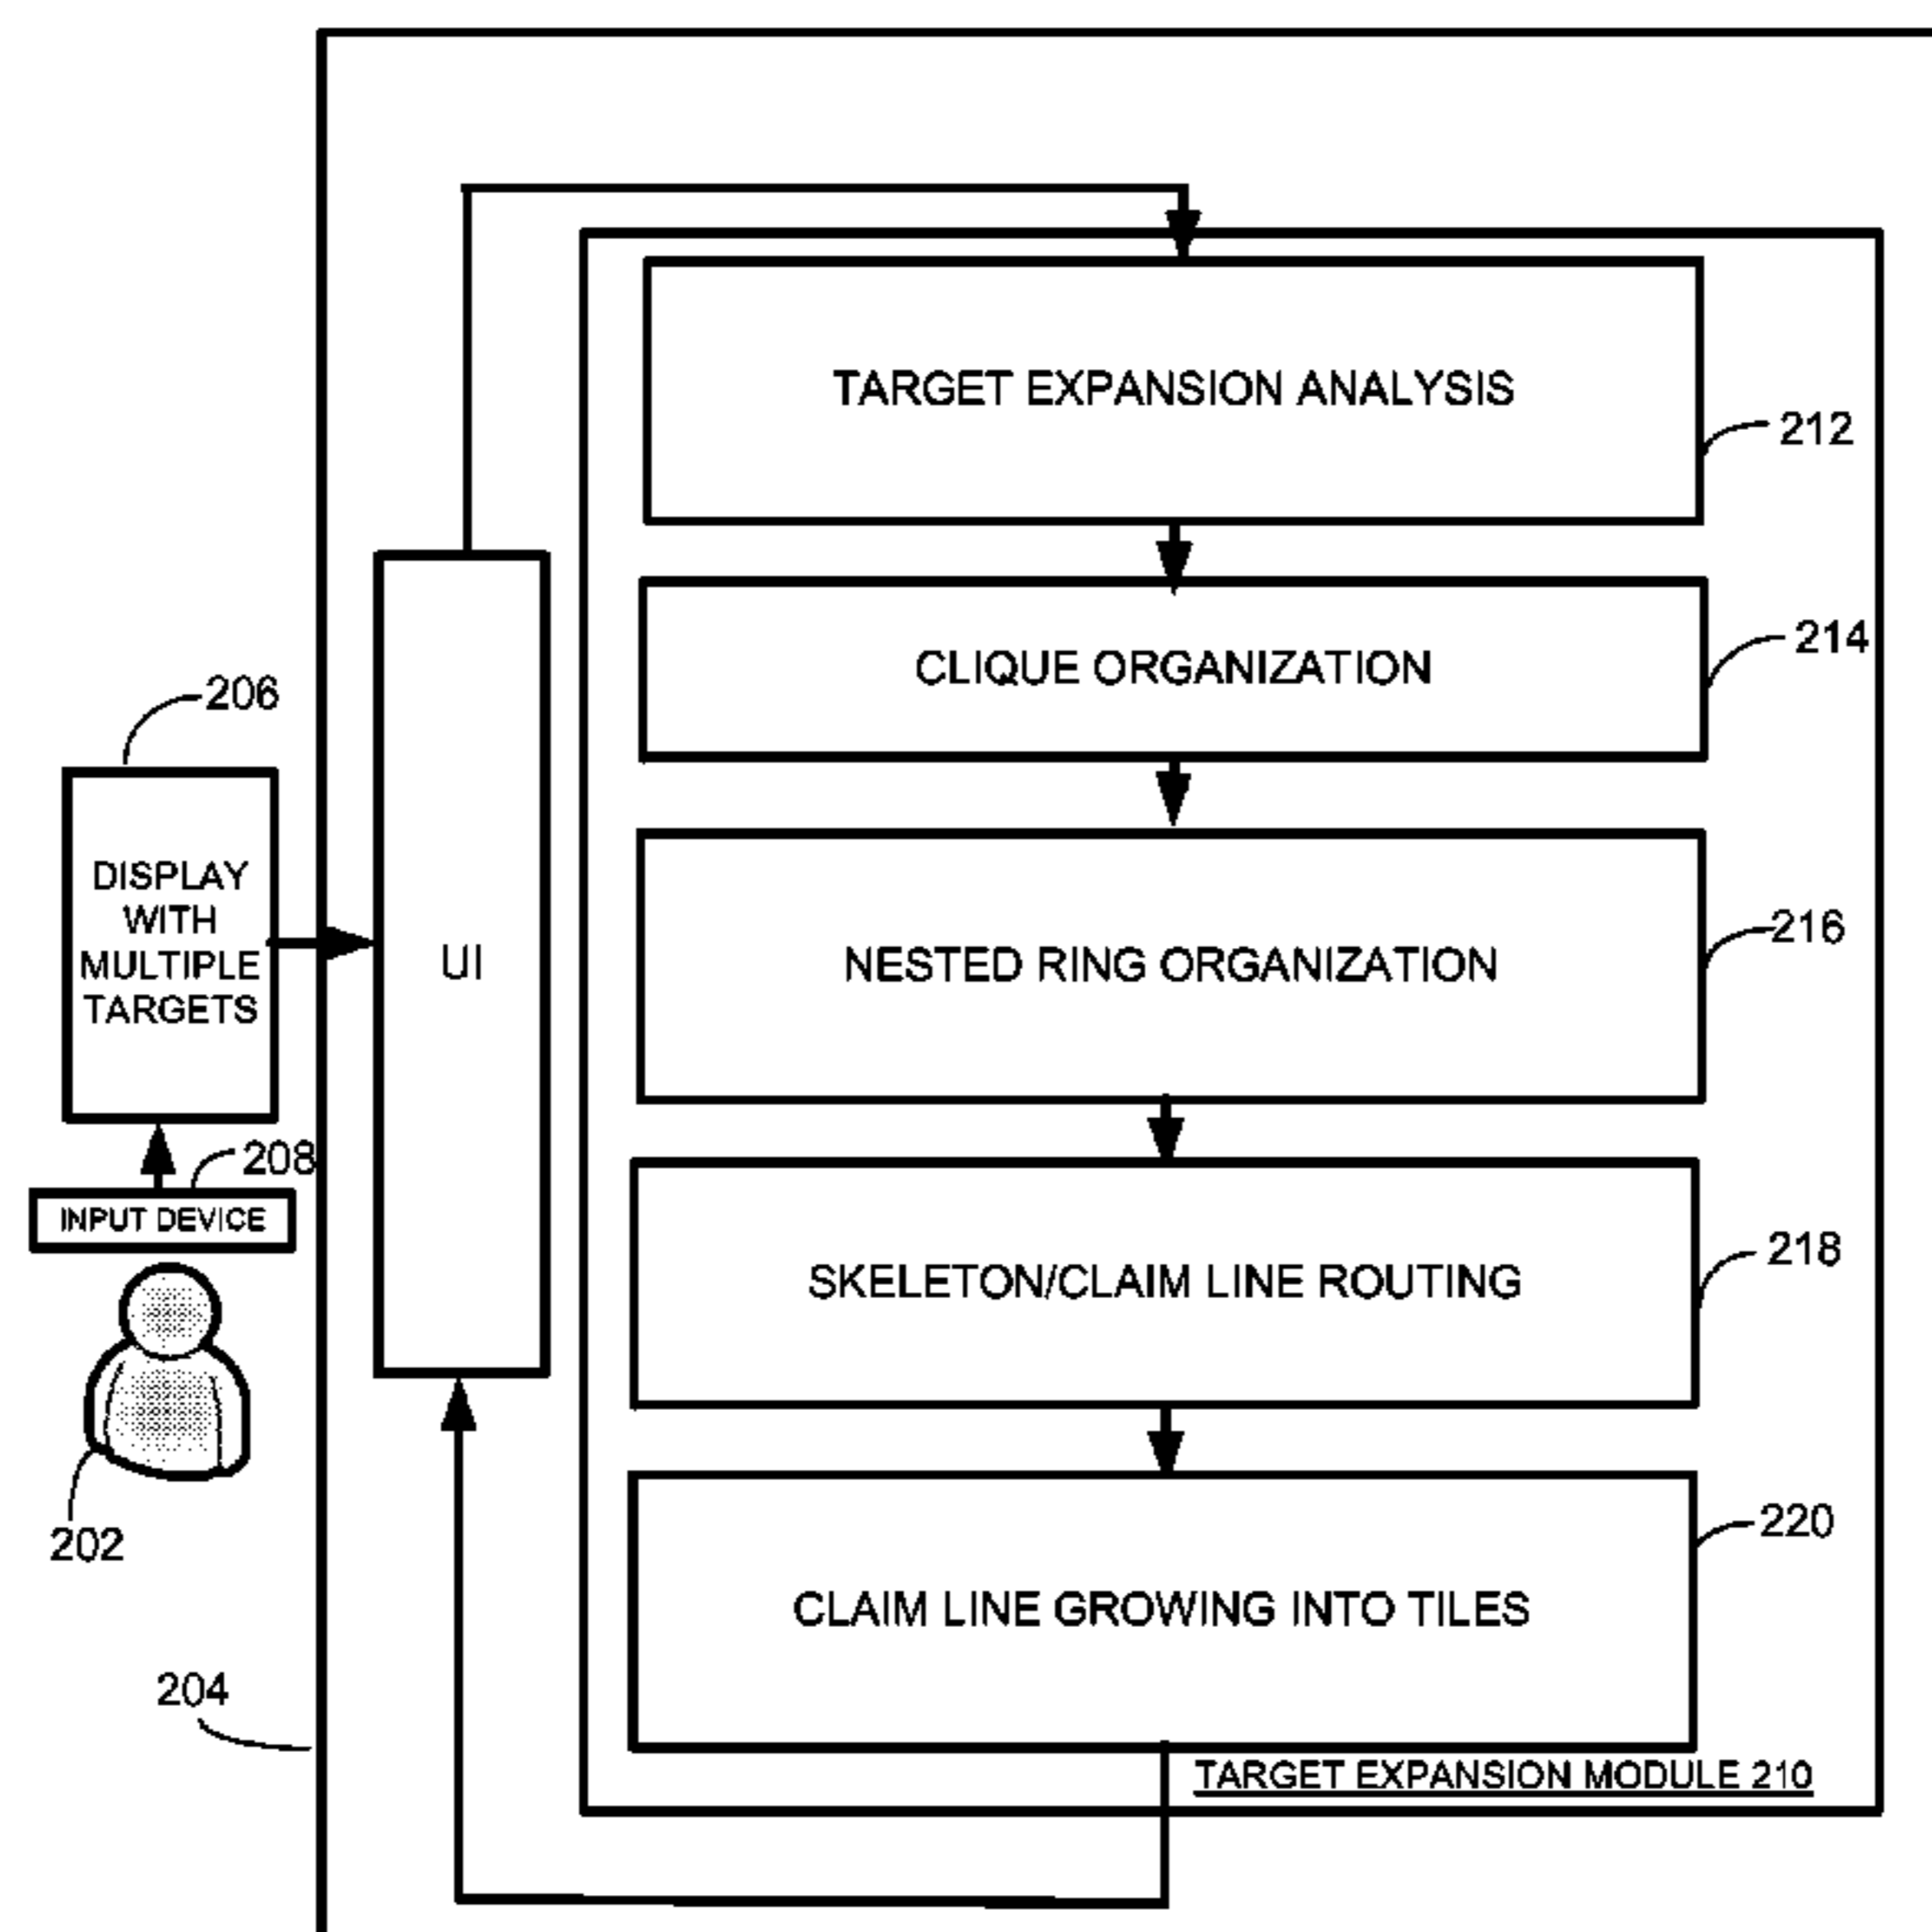 TARGET EXPANSION ANALYSIS
212
CLIQUE ORGANIZATION
214
206
DISPLAY
WITH
MULTIPLE
TARGETS
UI
NESTED RING ORGANIZATION
216
208
INPUT DEVICE
SKELETON/CLAIM LINE ROUTING
218
202
CLAIM LINE GROWING INTO TILES
220
204
TARGET EXPANSION MODULE 210